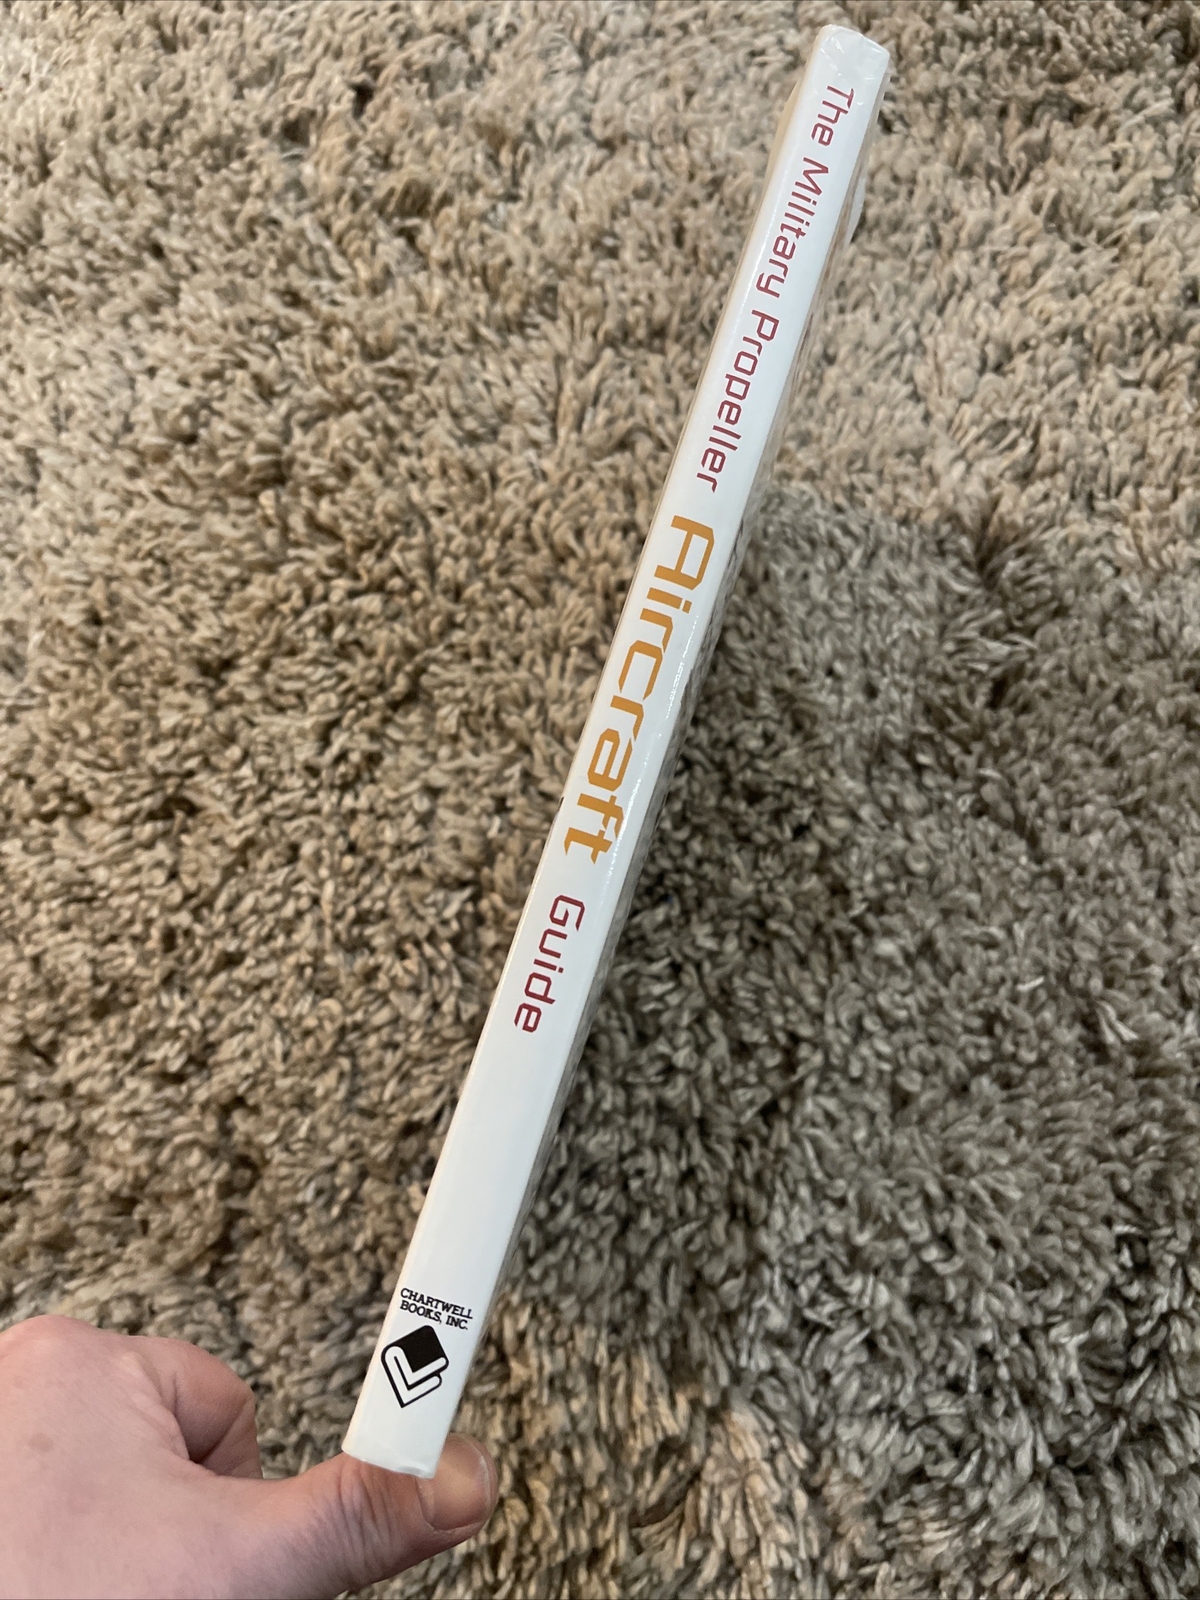 The Military Propeller Aircraft Guide
CHARTWELL
BOOKS, INC.